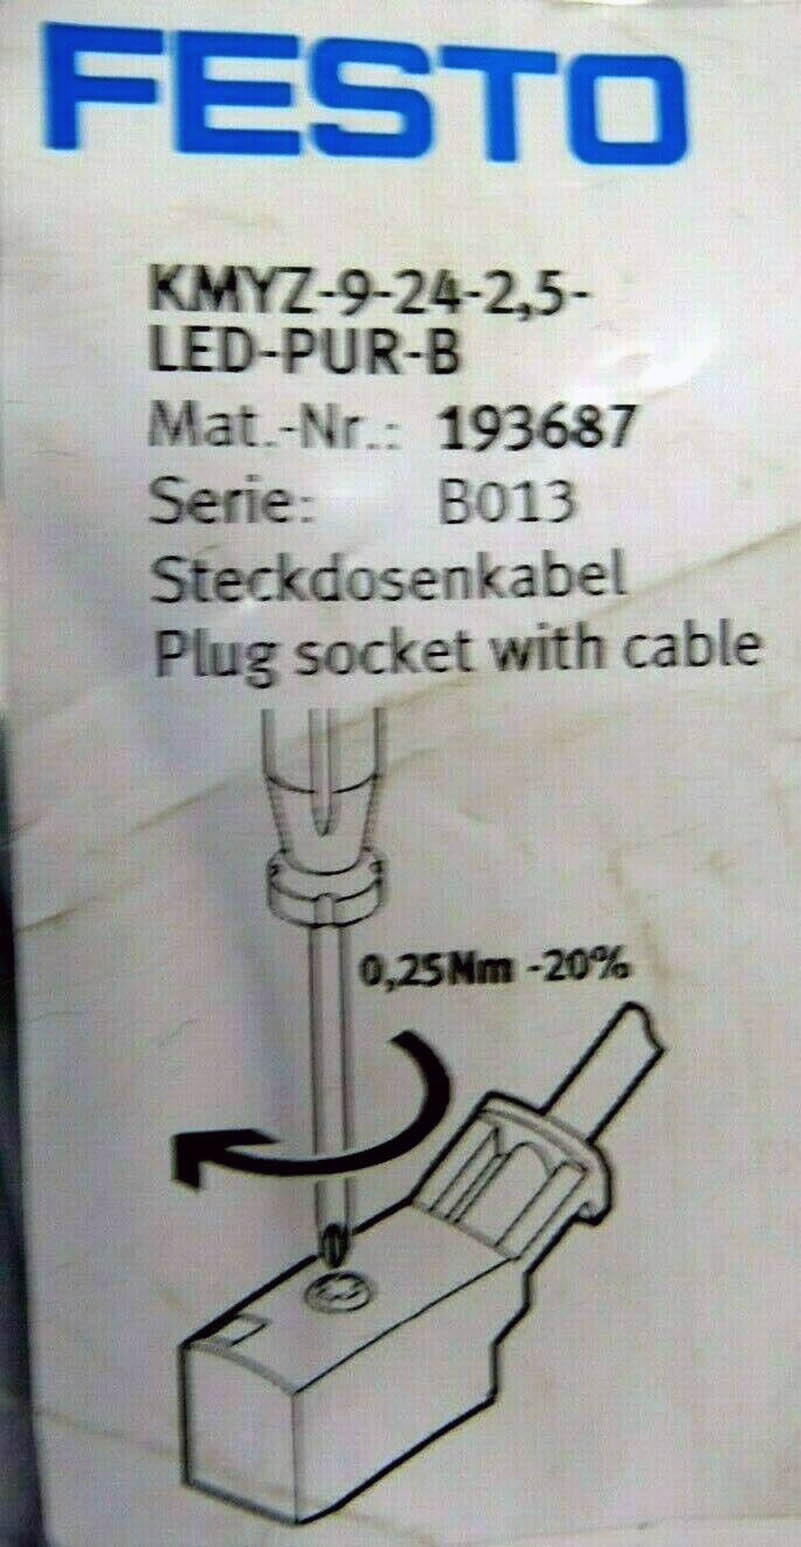 FESTO
KMYZ-9-24-2,5-
LED-PUR-B
Mat.-Nr.: 193687
Serie: B013
Steckdosenkabel
Plug socket with cable
0,25Nm -20%